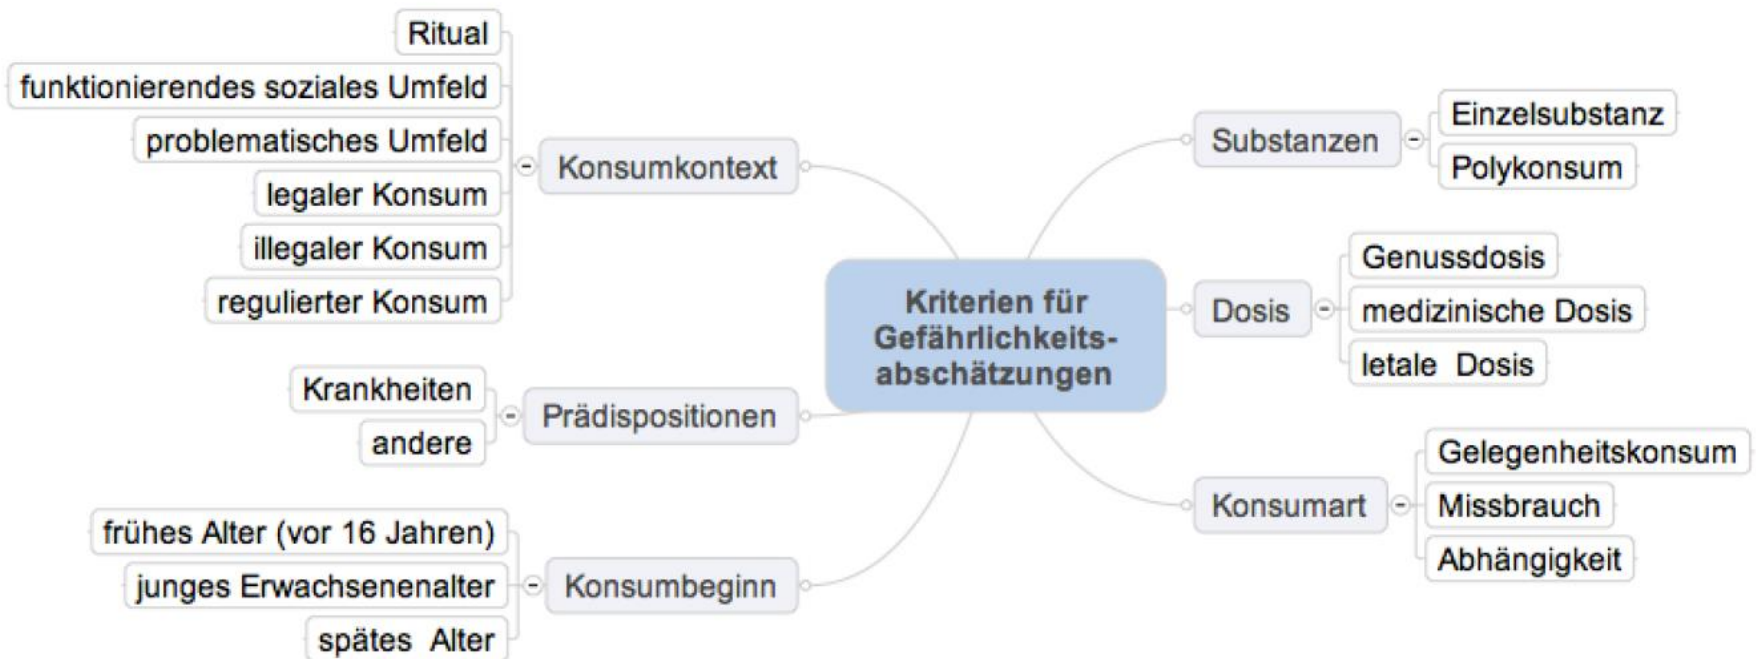 Kriterien für
Gefährlichkeits-
abschätzungen
Konsumkontext
Ritual
funktionierendes soziales Umfeld
problematisches Umfeld
legaler Konsum
illegaler Konsum
regulierter Konsum
Prädispositionen
Krankheiten
andere
Konsumbeginn
frühes Alter (vor 16 Jahren)
junges Erwachsenenalter
spätes Alter
Substanzen
Einzelsubstanz
Polykonsum
Dosis
Genussdosis
medizinische Dosis
letale Dosis
Konsumart
Gelegenheitskonsum
Missbrauch
Abhängigkeit